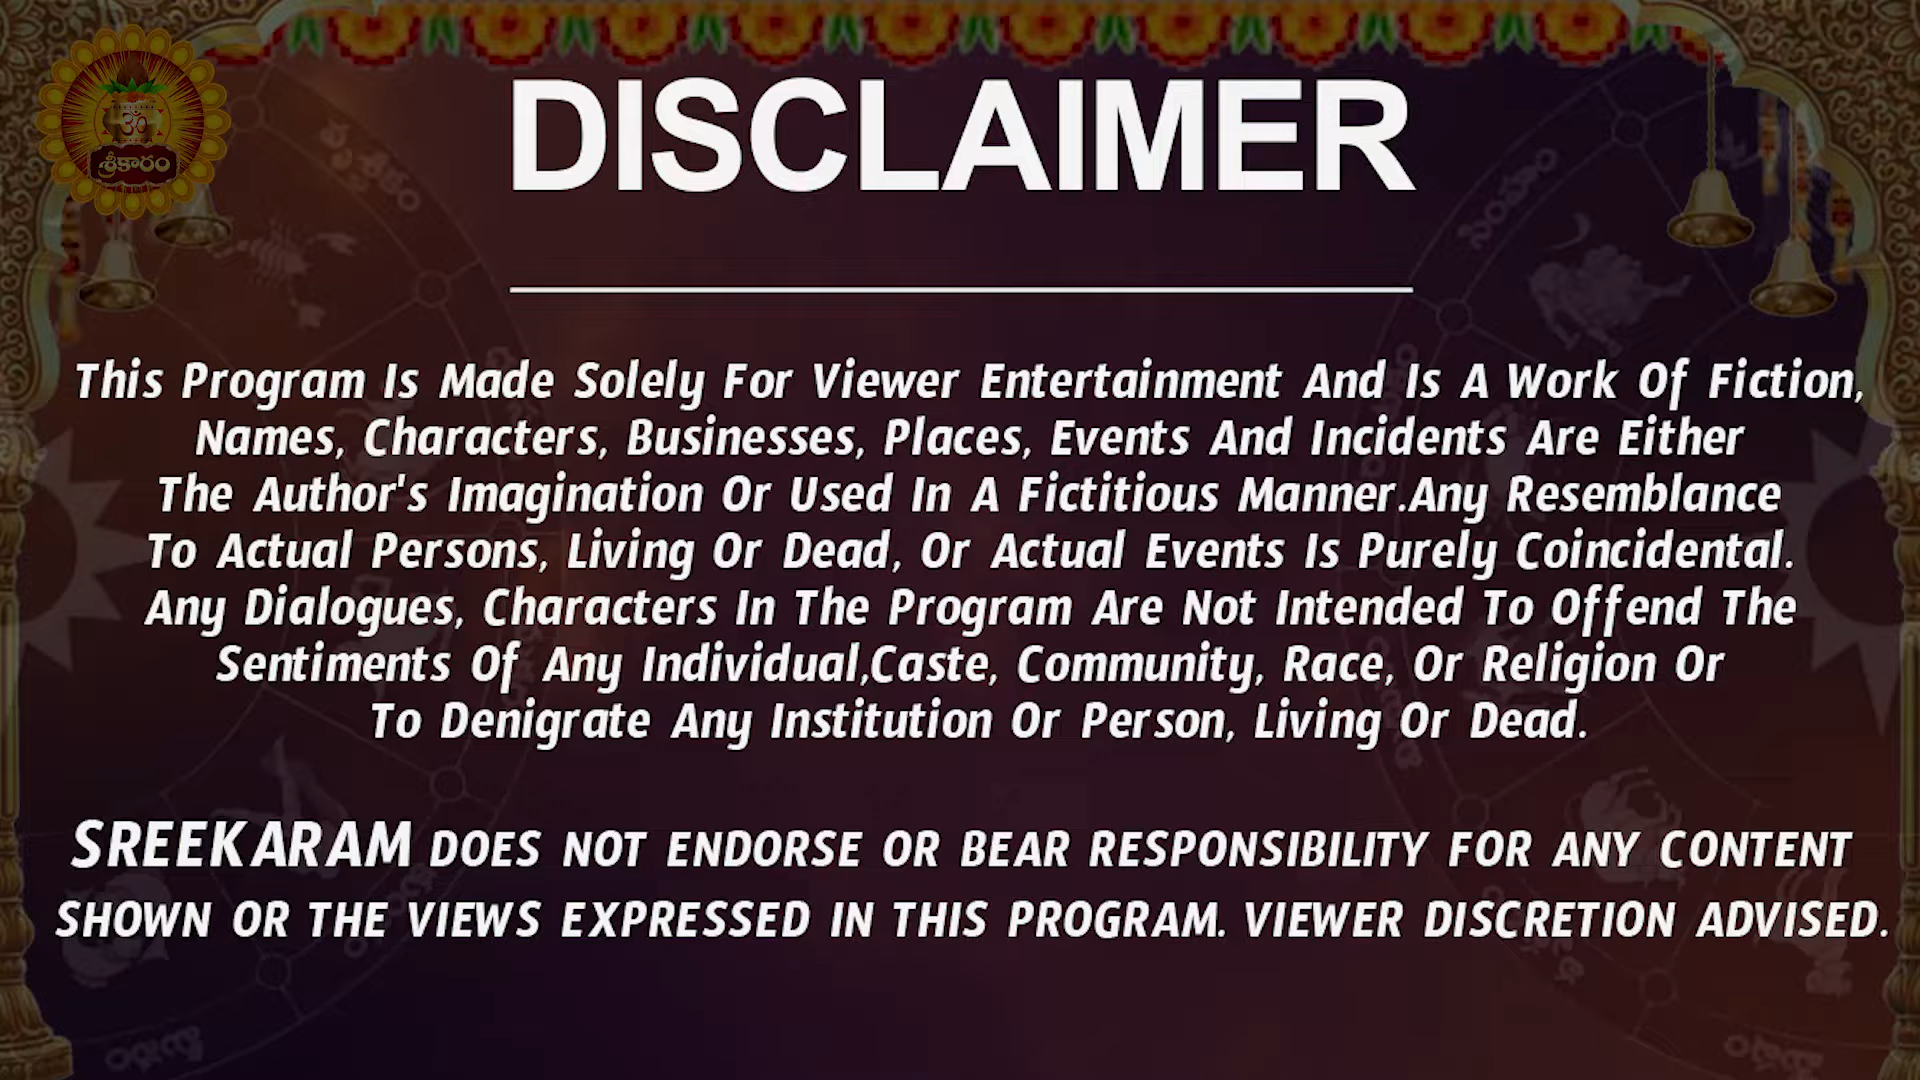 శ్రీకారం
DISCLAIMER
This Program Is Made Solely For Viewer Entertainment And Is A Work Of Fiction,
Names, Characters, Businesses, Places, Events And Incidents Are Either
The Author's Imagination Or Used In A Fictitious Manner.Any Resemblance
To Actual Persons, Living Or Dead, Or Actual Events Is Purely Coincidental.
Any Dialogues, Characters In The Program Are Not Intended To Offend The
Sentiments Of Any Individual,Caste, Community, Race, Or Religion Or
To Denigrate Any Institution Or Person, Living Or Dead.
SREEKARAM DOES NOT ENDORSE OR BEAR RESPONSIBILITY FOR ANY CONTENT
SHOWN OR THE VIEWS EXPRESSED IN THIS PROGRAM. VIEWER DISCRETION ADVISED.